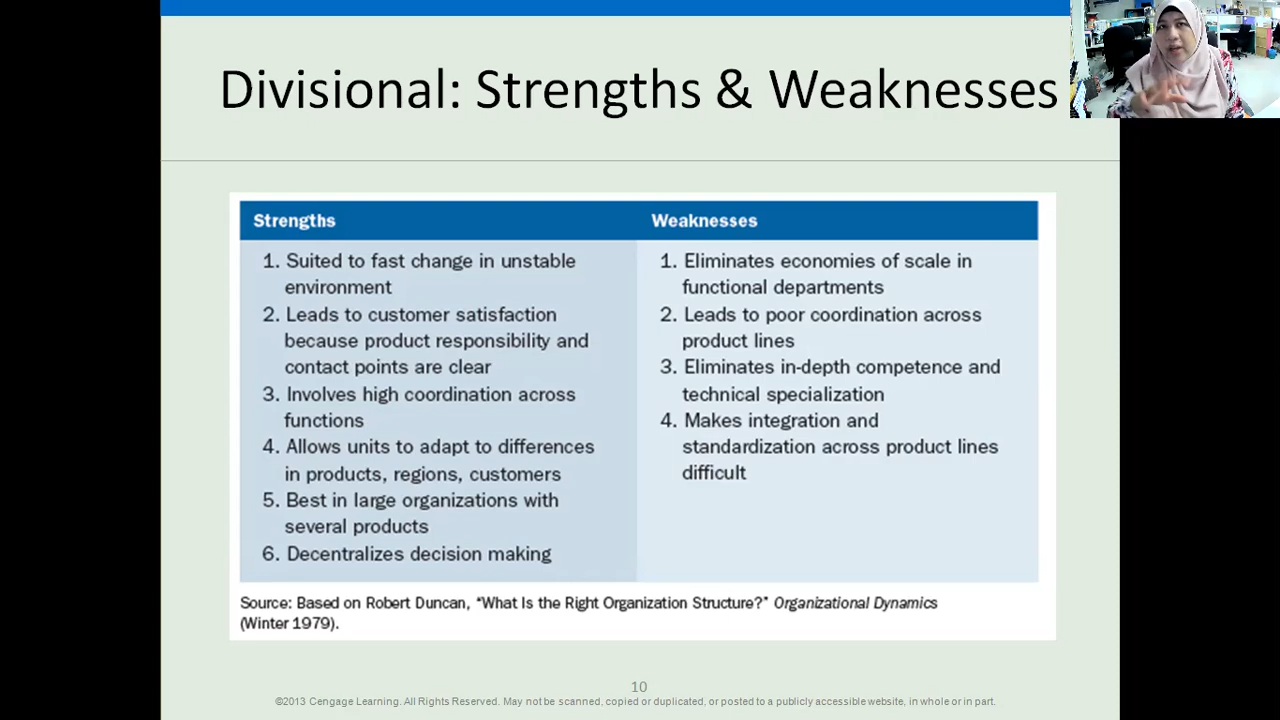 Divisional: Strengths & Weaknesses
Strengths
1. Suited to fast change in unstable
environment
2. Leads to customer satisfaction
because product responsibility and
contact points are clear
3. Involves high coordination across
functions
4. Allows units to adapt to differences
in products, regions, customers
5. Best in large organizations with
several products
6. Decentralizes decision making
Weaknesses
1. Eliminates economies of scale in
functional departments
2. Leads to poor coordination across
product lines
3. Eliminates in-depth competence and
technical specialization
4. Makes integration and
standardization across product lines
difficult
Source: Based on Robert Duncan, “What Is the Right Organization Structure?” Organizational Dynamics
(Winter 1979).
10
©2013 Cengage Learning. All Rights Reserved. May not be scanned, copied or duplicated, or posted to a publicly accessible website, in whole or in part.